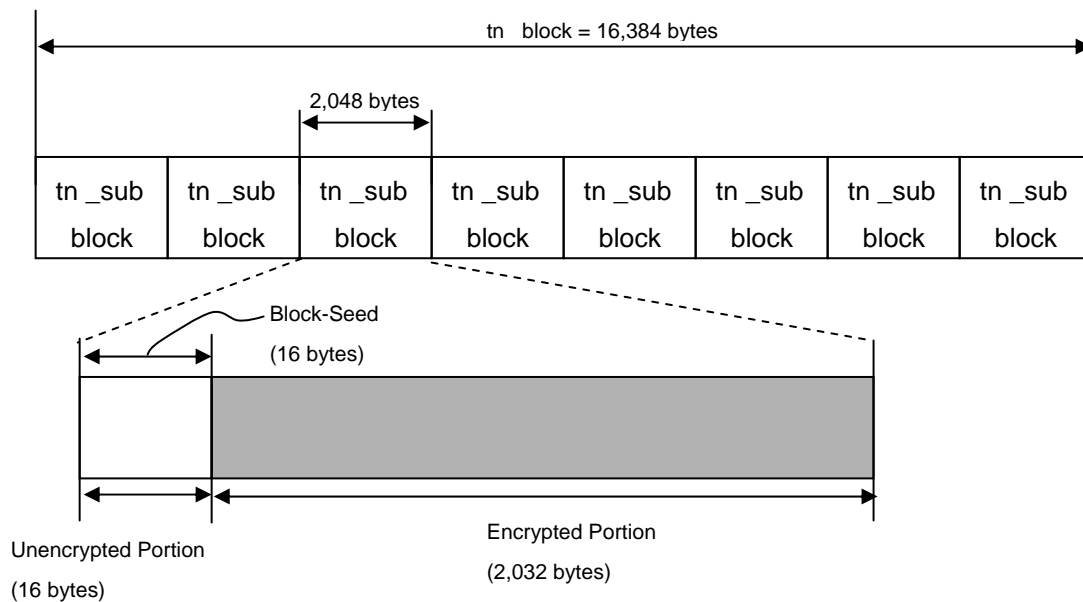 tn block = 16,384 bytes
2,048 bytes
tn _sub tn _sub tn _sub tn _sub tn _sub tn _sub tn _sub tn _sub
block block block block block block block block
Block-Seed
(16 bytes)
Encrypted Portion
(2,032 bytes)
Unencrypted Portion
(16 bytes)